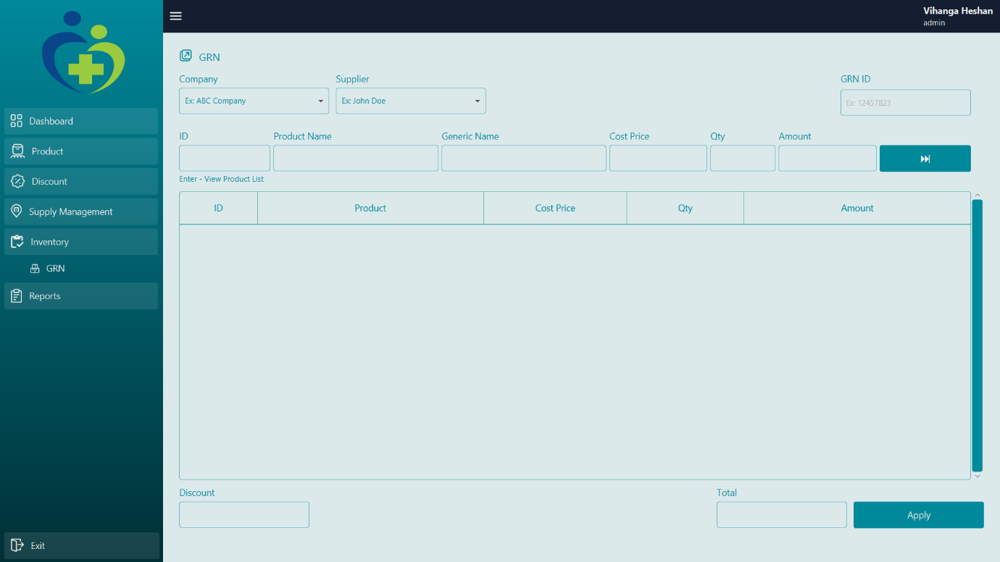 Vihanga Heshan
admin
Dashboard
Product
Discount
Supply Management
Inventory
GRN
Reports
Exit
GRN
Company Supplier GRN ID
Ex: ABC Company Ex: John Doe Ex: 12457823
ID Product Name Generic Name Cost Price Qty Amount
Enter - View Product List
ID Product Cost Price Qty Amount
Discount Total
Apply